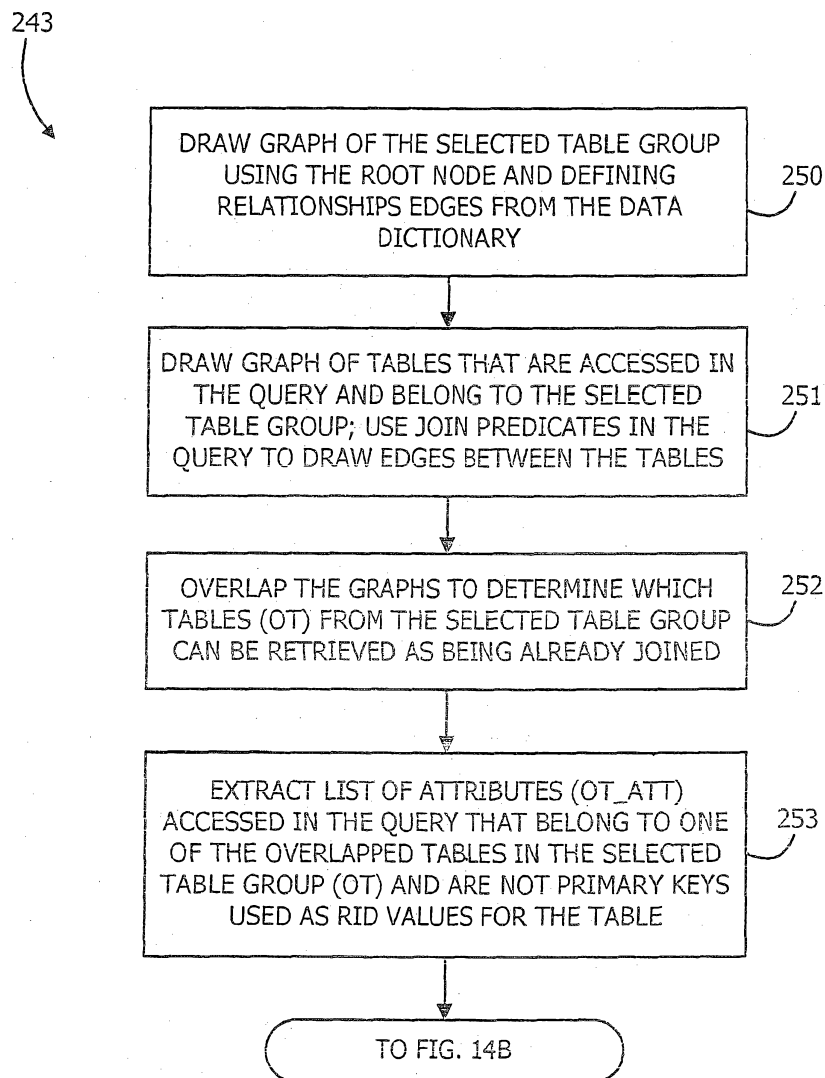 243
DRAW GRAPH OF THE SELECTED TABLE GROUP
USING THE ROOT NODE AND DEFINING
RELATIONSHIPS EDGES FROM THE DATA
DICTIONARY
250
DRAW GRAPH OF TABLES THAT ARE ACCESSED IN
THE QUERY AND BELONG TO THE SELECTED
TABLE GROUP; USE JOIN PREDICATES IN THE
QUERY TO DRAW EDGES BETWEEN THE TABLES
251
OVERLAP THE GRAPHS TO DETERMINE WHICH
TABLES (OT) FROM THE SELECTED TABLE GROUP
CAN BE RETRIEVED AS BEING ALREADY JOINED
252
EXTRACT LIST OF ATTRIBUTES (OT_ATT)
ACCESSED IN THE QUERY THAT BELONG TO ONE
OF THE OVERLAPPED TABLES IN THE SELECTED
TABLE GROUP (OT) AND ARE NOT PRIMARY KEYS
USED AS RID VALUES FOR THE TABLE
253
TO FIG. 14B